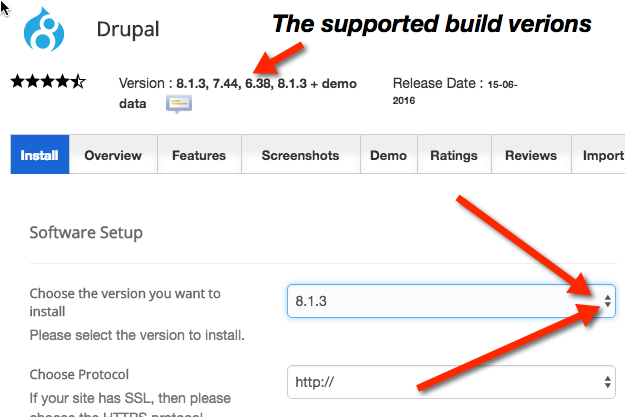 The supported build verions
Drupal
Version : 8.1.3, 7.44, 6.38, 8.1.3 + demo
data
Release Date : 15-06-
2016
Install Overview Features Screenshots Demo Ratings Reviews Import
Software Setup
Choose the version you want to
install
8.1.3
Please select the version to install.
Choose Protocol
http://
If your site has SSL, then please
choose the HTTPS protocol